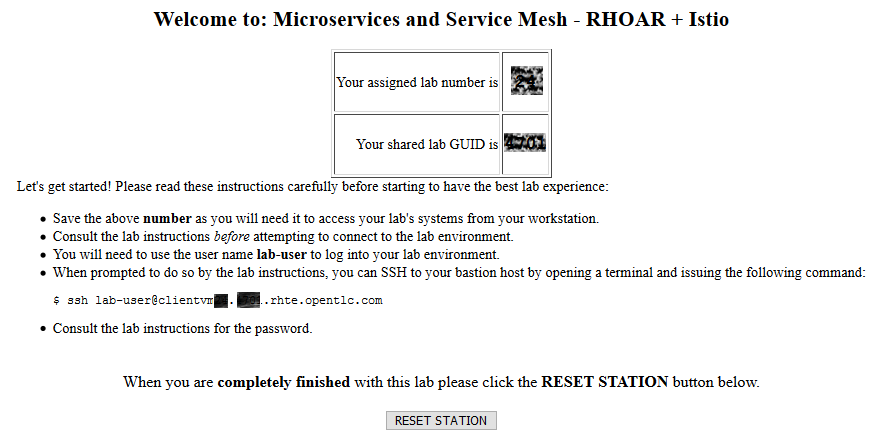 Welcome to: Microservices and Service Mesh - RHOAR + Istio
Your assigned lab number is
Your shared lab GUID is
Let's get started! Please read these instructions carefully before starting to have the best lab experience:
• Save the above number as you will need it to access your lab's systems from your workstation.
• Consult the lab instructions before attempting to connect to the lab environment.
• You will need to use the user name lab-user to log into your lab environment.
• When prompted to do so by the lab instructions, you can SSH to your bastion host by opening a terminal and issuing the following command:
$ ssh lab-user@clientvm . .rhte.opentlc.com
• Consult the lab instructions for the password.
When you are completely finished with this lab please click the RESET STATION button below.
RESET STATION